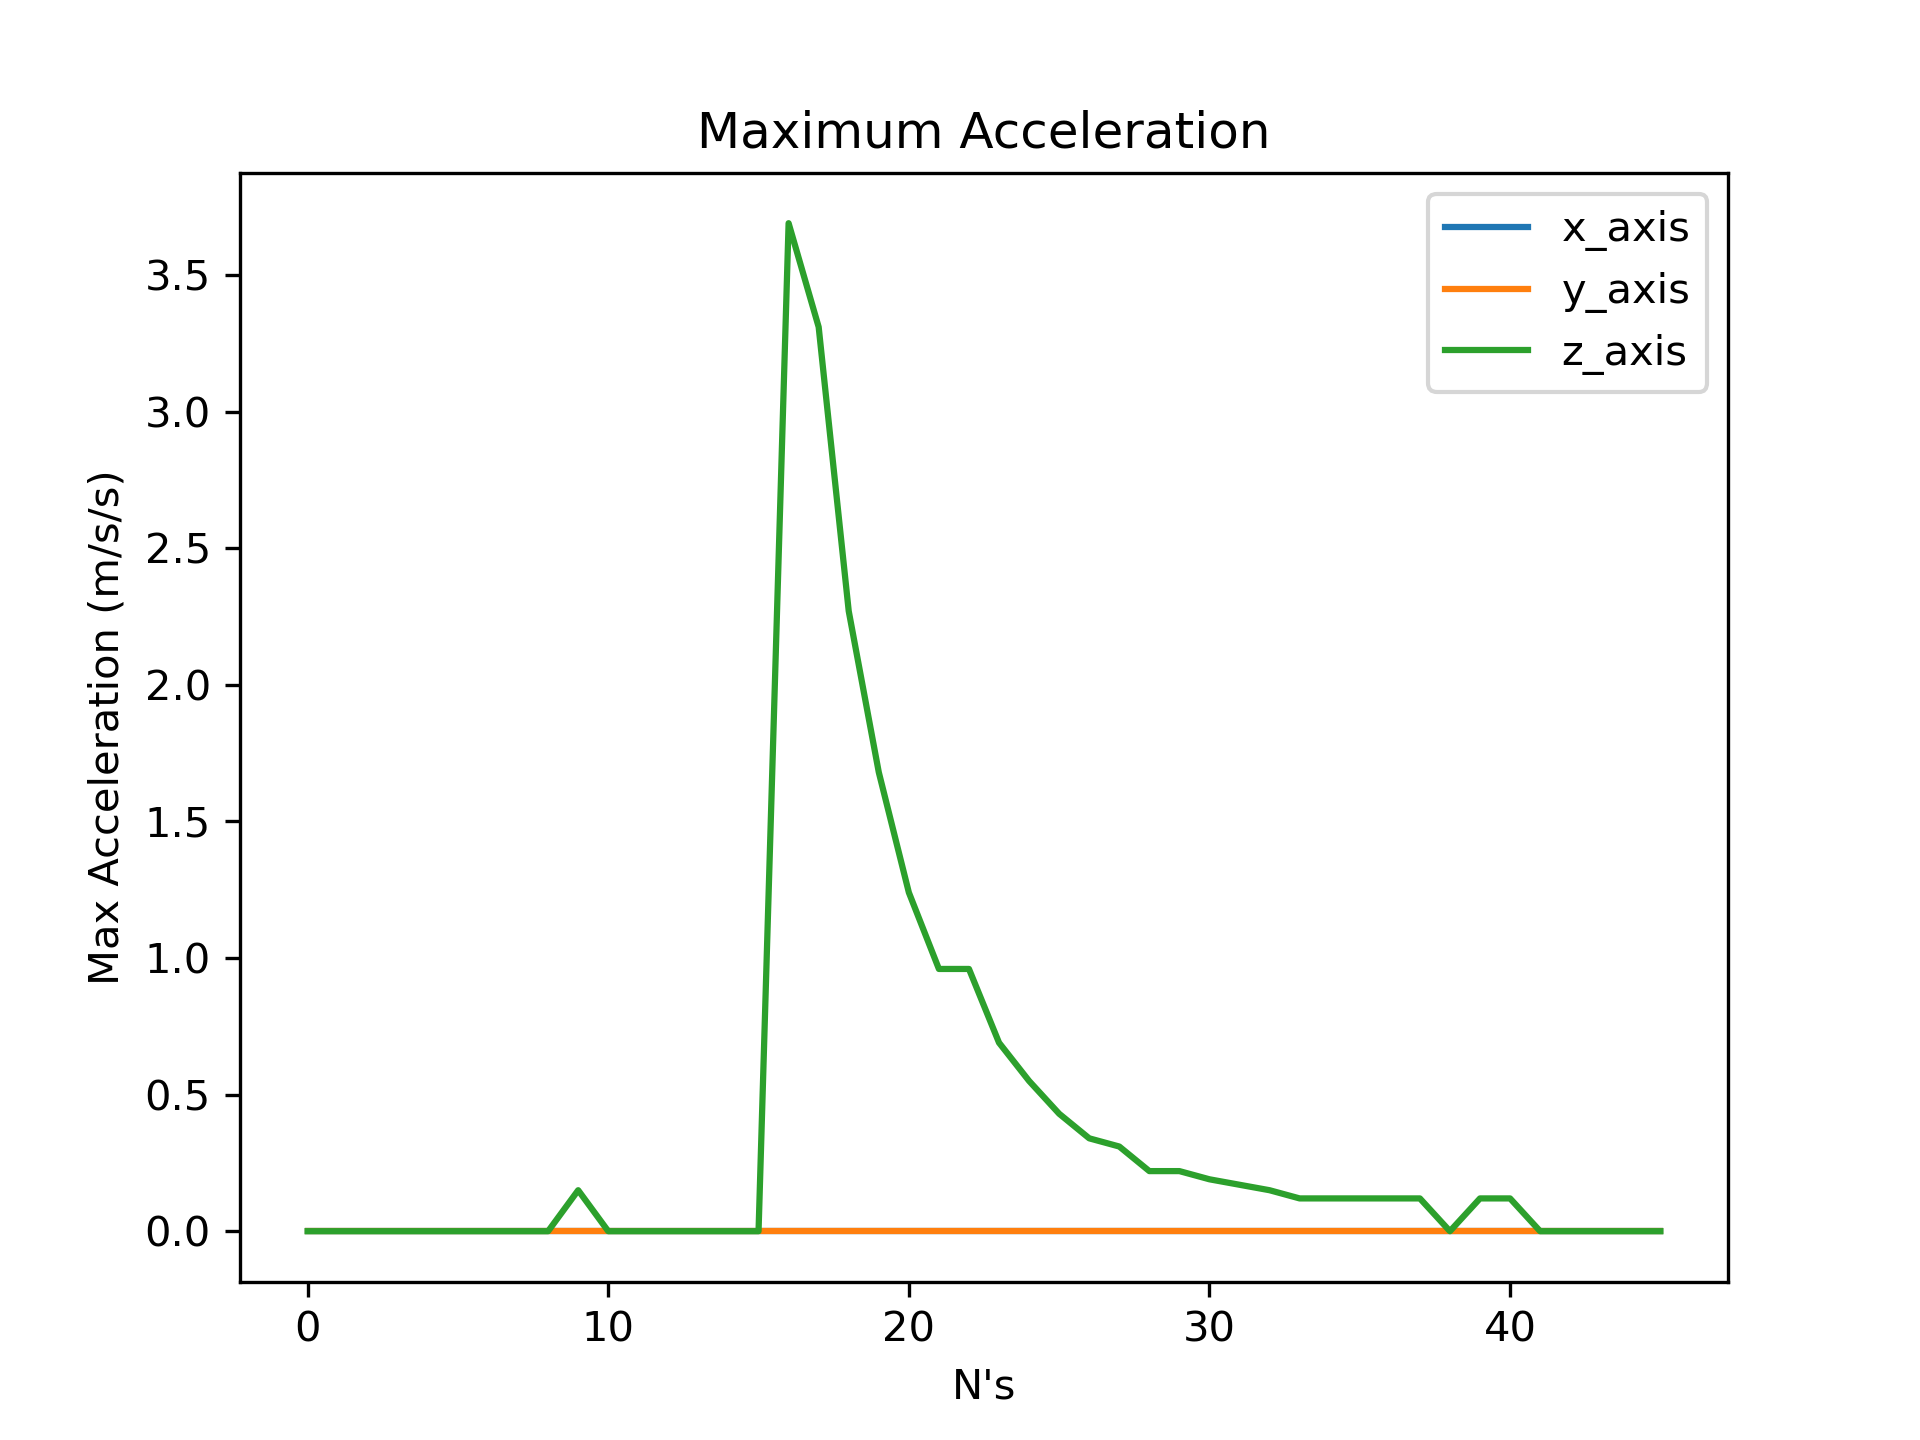 Maximum Acceleration
x_axis
y_axis
z_axis
Max Acceleration (m/s/s)
3.5
3.0
2.5
2.0
1.5
1.0
0.5
0.0
0 10 20 30 40
N's